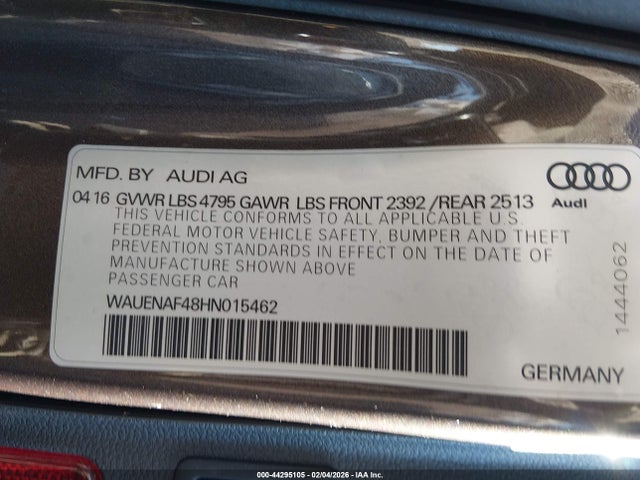 MFD. BY AUDI AG
Audi
04 16 GVWR LBS 4795 GAWR LBS FRONT 2392 /REAR 2513
THIS VEHICLE CONFORMS TO ALL APPLICABLE U.S.
FEDERAL MOTOR VEHICLE SAFETY, BUMPER AND THEFT
PREVENTION STANDARDS IN EFFECT ON THE DATE OF
MANUFACTURE SHOWN ABOVE
PASSENGER CAR
WAUENAF48HN015462
1444062
GERMANY
000-44295105 - 02/04/2026 - IAA Inc.